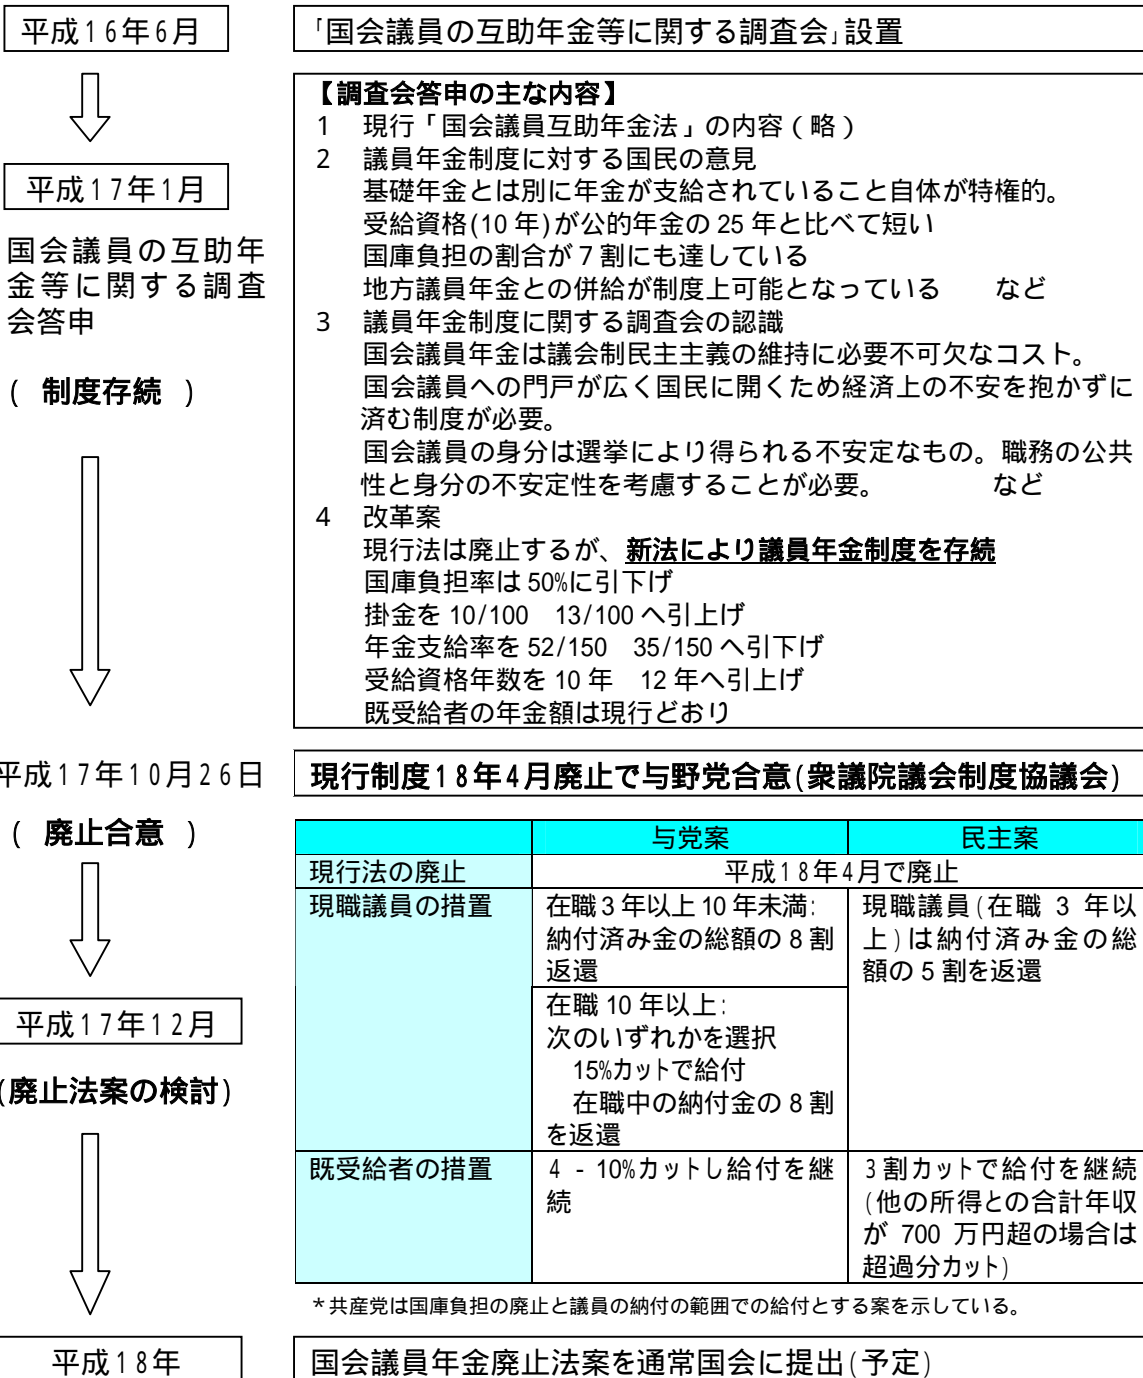 平成16年6月
「国会議員の互助年金等に関する調査会」設置
平成17年1月
国会議員の互助年
金等に関する調査
会答申
( 制度存続 )
【調査会答申の主な内容】
1 現行「国会議員互助年金法」の内容(略)
2 議員年金制度に対する国民の意見
基礎年金とは別に年金が支給されていること自体が特権的。
受給資格(10年)が公的年金の25年と比べて短い
国庫負担の割合が7割にも達している
地方議員年金との併給が制度上可能となっている など
3 議員年金制度に関する調査会の認識
国会議員年金は議会制民主主義の維持に必要不可欠なコスト。
国会議員への門戸が広く国民に開くため経済上の不安を抱かずに
済む制度が必要。
国会議員の身分は選挙により得られる不安定なもの。職務の公共
性と身分の不安定性を考慮することが必要。 など
4 改革案
現行法は廃止するが、新法により議員年金制度を存続
国庫負担率は50%に引下げ
掛金を10/100 13/100へ引上げ
年金支給率を52/150 35/150へ引下げ
受給資格年数を10年 12年へ引上げ
既受給者の年金額は現行どおり
平成17年10月26日
( 廃止合意 )
現行制度18年4月廃止で与野党合意(衆議院議会制度協議会)
与党案 民主案
現行法の廃止 平成18年4月で廃止
現職議員の措置
在職3年以上10年未満:
納付済み金の総額の8割
返還
在職10年以上:
次のいずれかを選択
15%カットで給付
在職中の納付金の8割
を返還
現職議員(在職 3 年以
上)は納付済み金の総
額の5割を返還
既受給者の措置
4-10%カットし給付を継
続
3割カットで給付を継続
(他の所得との合計年収
が 700 万円超の場合は
超過分カット)
*共産党は国庫負担の廃止と議員の納付の範囲での給付とする案を示している。
平成17年12月
(廃止法案の検討)
平成18年
国会議員年金廃止法案を通常国会に提出(予定)